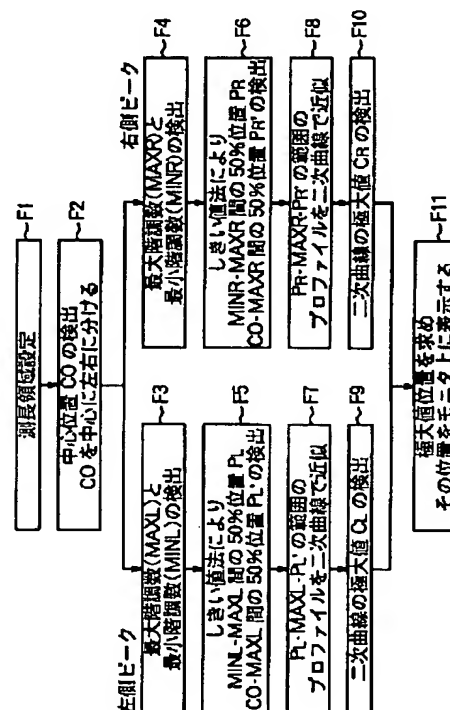 測長領域設定
~F1
中心位置 COの検出
COを中心に左右に分ける
~F2
左側ピーク
最大階調数(MAXL)と
最小階調数(MINL)の検出
~F3
しきい値法により
MINL-MAXL間の50%位置 PL
CO-MAXL間の50%位置 PL'の検出
~F5
PL-MAXL-PL'の範囲の
プロファイルを二次曲線で近似
~F7
二次曲線の極大値 CLの検出
~F9
右側ピーク
最大階調数(MAXR)と
最小階調数(MINR)の検出
~F4
しきい値法により
MINR-MAXR間の50%位置 PR
CO-MAXR間の50%位置 PR'の検出
~F6
PR-MAXR-PR'の範囲の
プロファイルを二次曲線で近似
~F8
二次曲線の極大値 CRの検出
~F10
極大値位置を求め
その位置をモニタ上に表示する
~F11